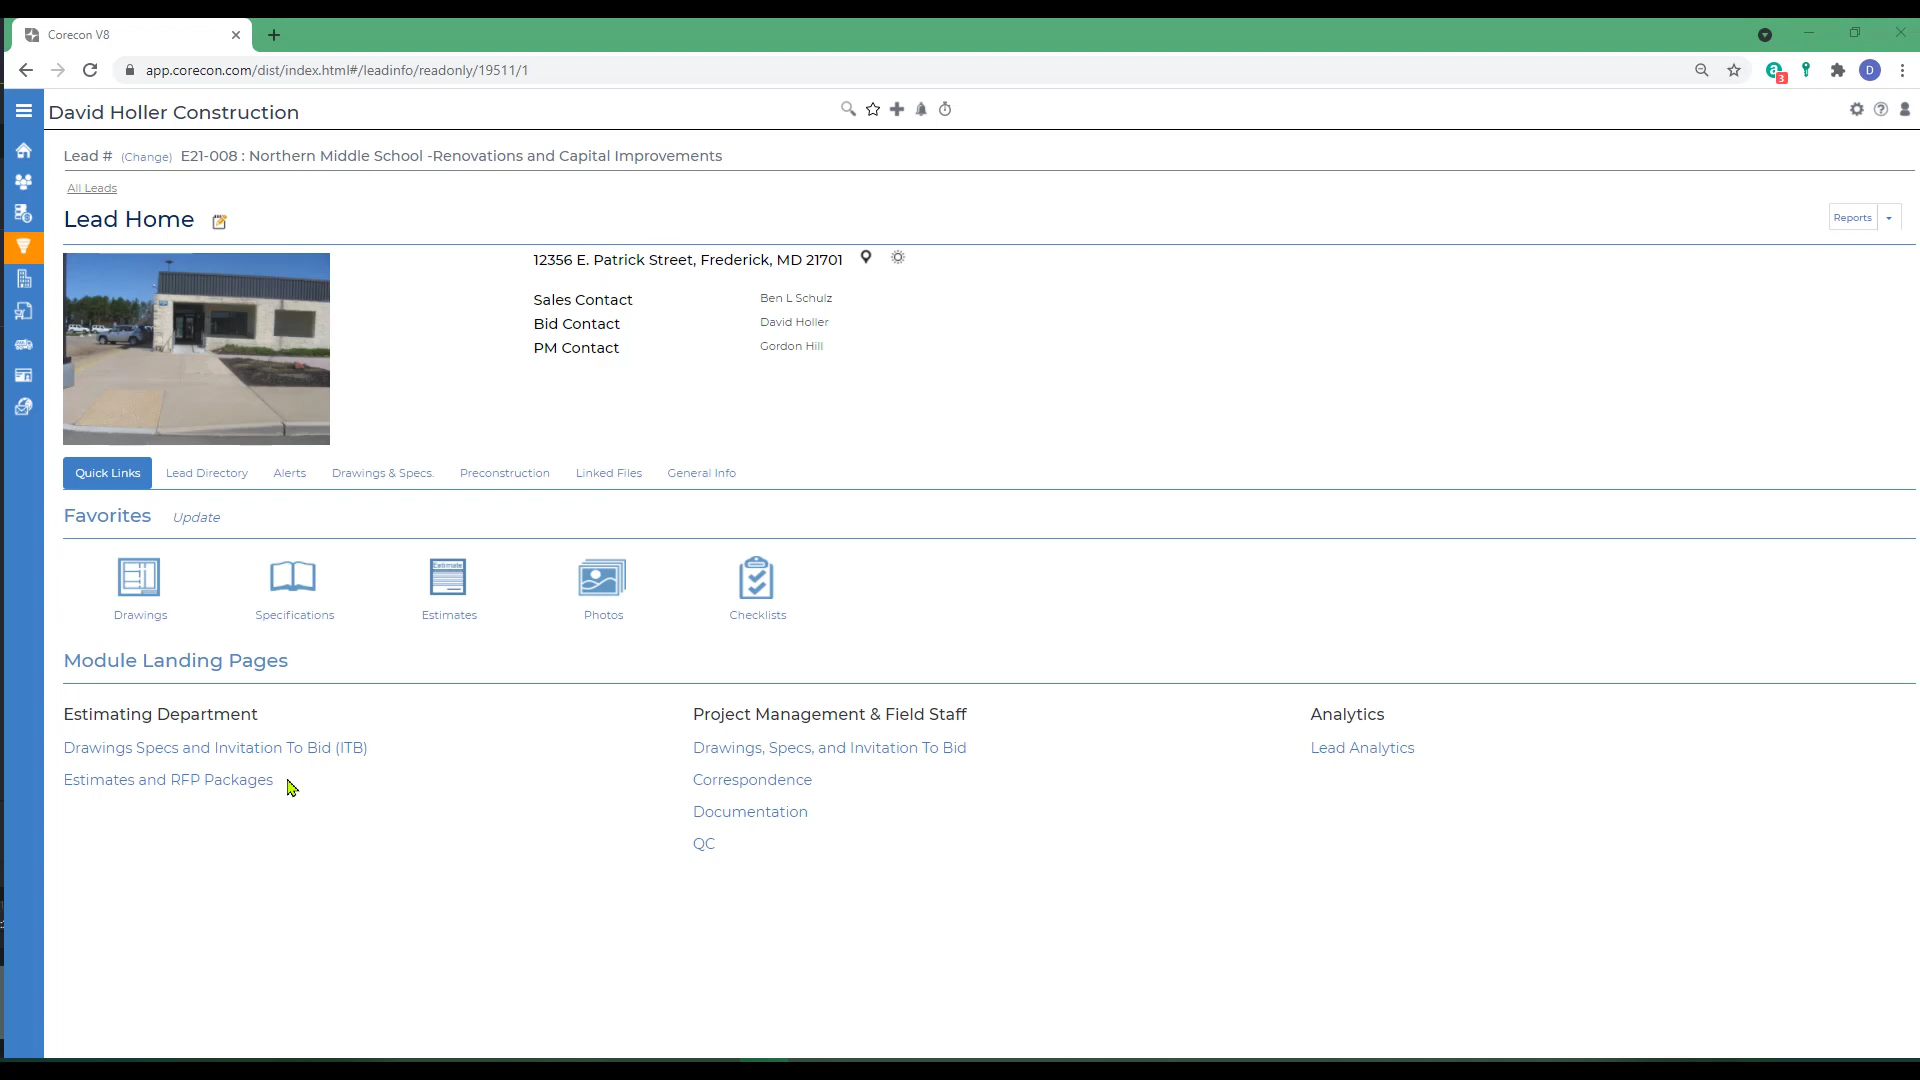 Corecon V8
app.corecon.com/dist/index.html#/leadinfo/readonly/19511/1
3
D
David Holler Construction
Lead # (Change) E21-008 : Northern Middle School -Renovations and Capital Improvements
All Leads
Lead Home
Reports
12356 E. Patrick Street, Frederick, MD 21701
Sales Contact Ben L Schulz
Bid Contact David Holler
PM Contact Gordon Hill
Quick Links Lead Directory Alerts Drawings & Specs. Preconstruction Linked Files General Info
Favorites Update
Estimate
Drawings Specifications Estimates Photos Checklists
Module Landing Pages
Estimating Department Project Management & Field Staff Analytics
Drawings Specs and Invitation To Bid (ITB) Drawings, Specs, and Invitation To Bid Lead Analytics
Estimates and RFP Packages Correspondence
Documentation
QC